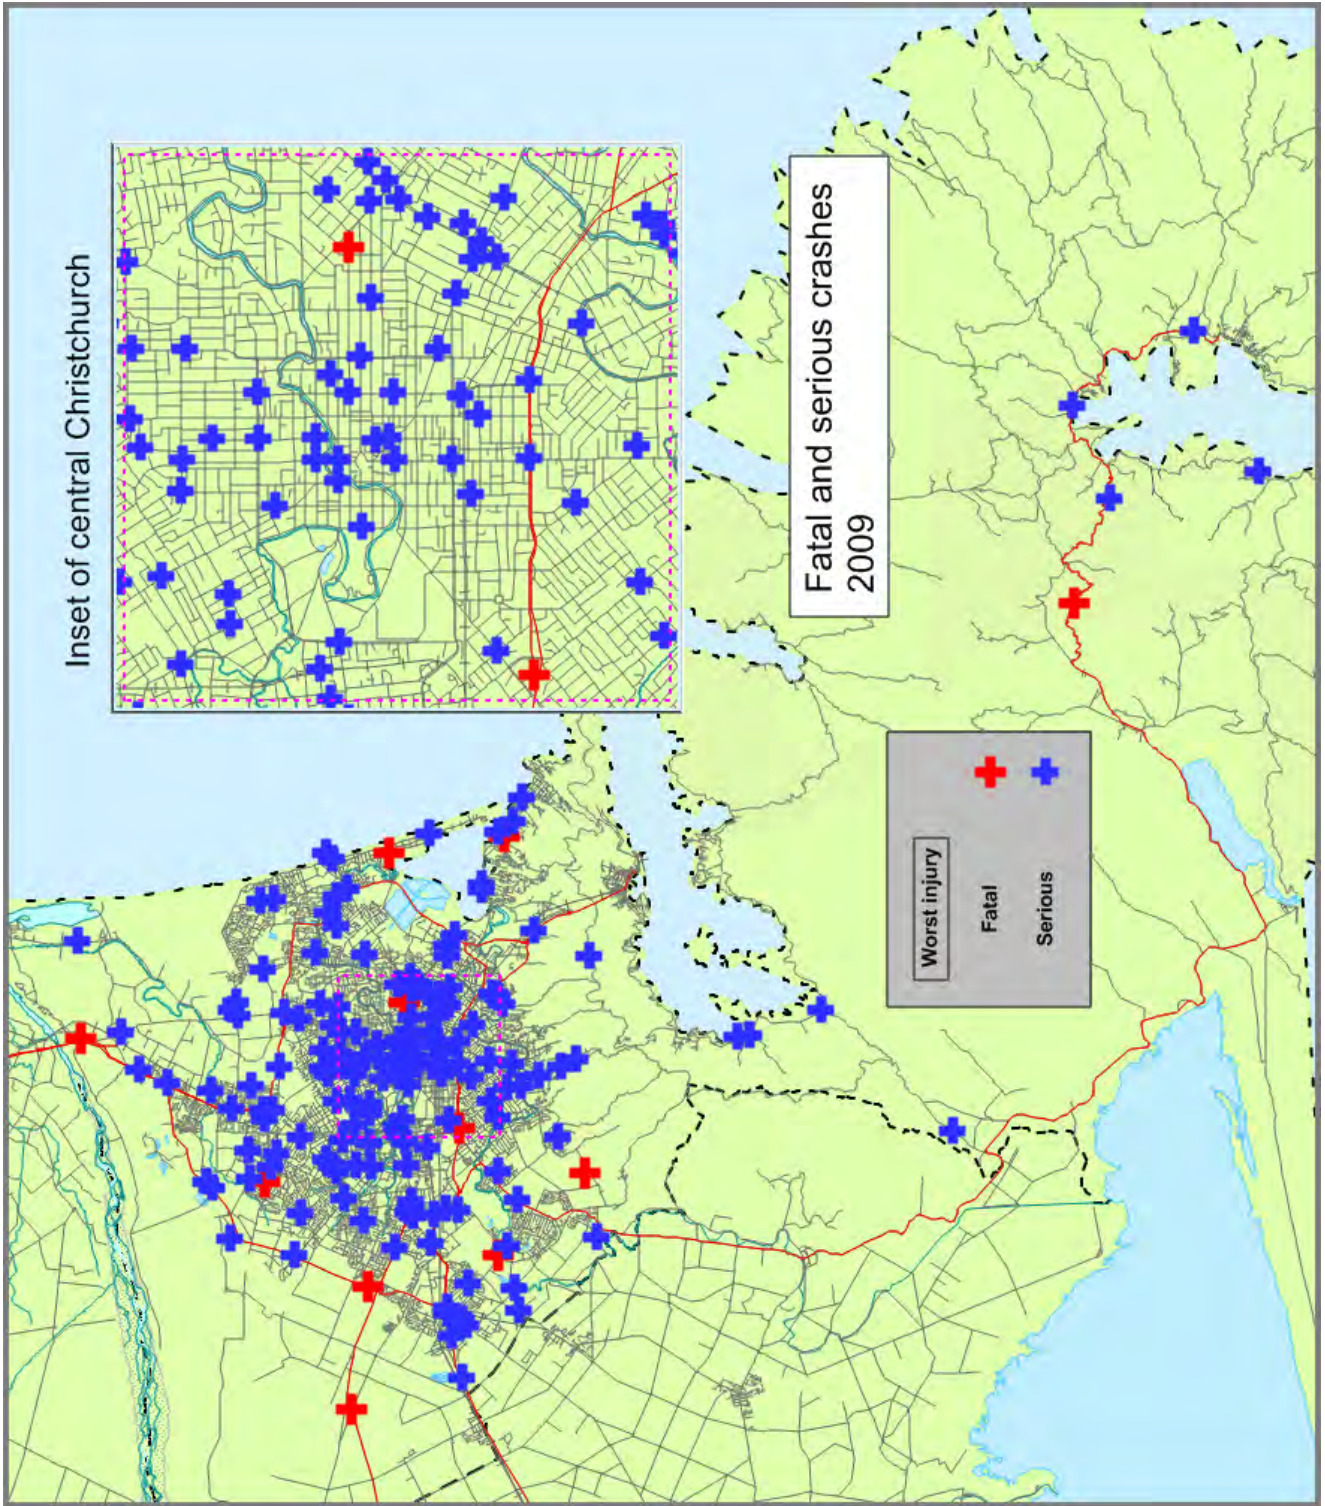 Inset of central Christchurch
Fatal and serious crashes
2009
Worst injury
Fatal
Serious